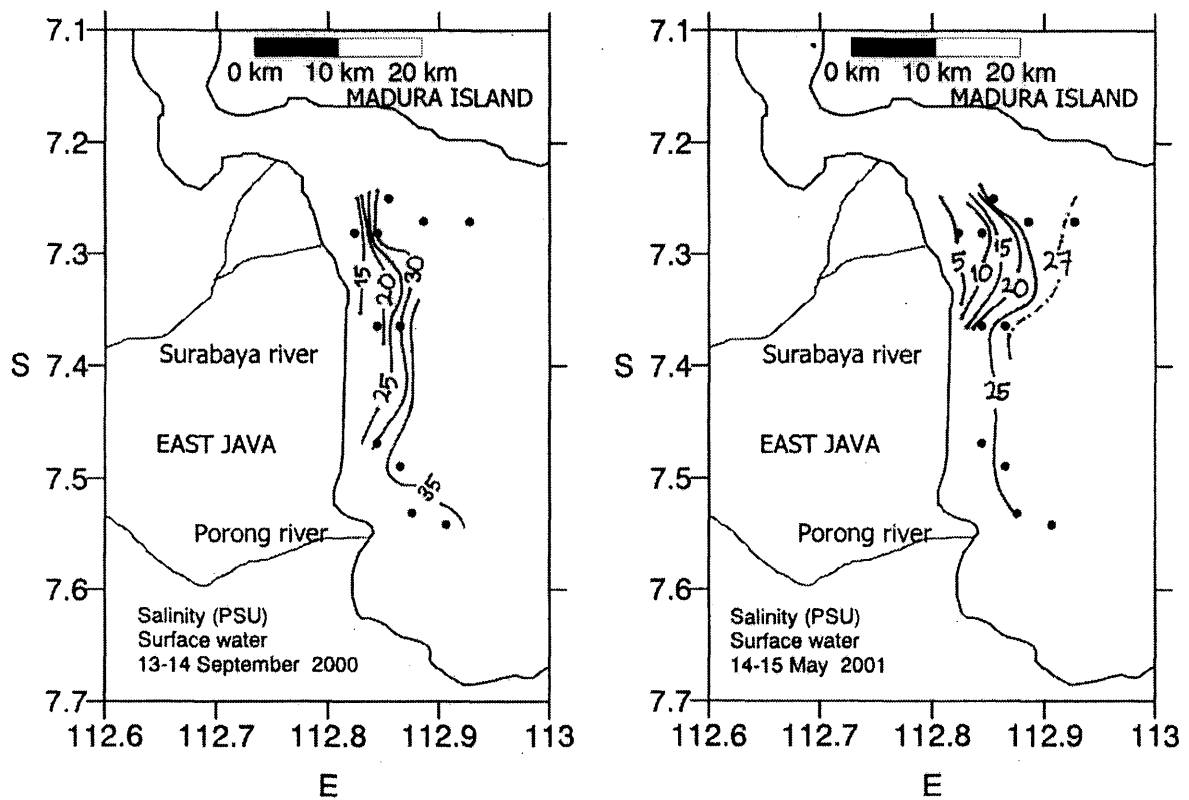 7.1
0 km 10 km 20 km
MADURA ISLAND
7.2
7.3
15
20
30
Surabaya river
S 7.4
25
EAST JAVA
7.5
35
Porong river
7.6
Salinity (PSU)
Surface water
13-14 September 2000
7.7
112.6 112.7 112.8 112.9 113
E
7.1
0 km 10 km 20 km
MADURA ISLAND
7.2
7.3
5
10
15
20
27
Surabaya river
S 7.4
25
EAST JAVA
7.5
Porong river
7.6
Salinity (PSU)
Surface water
14-15 May 2001
7.7
112.6 112.7 112.8 112.9 113
E